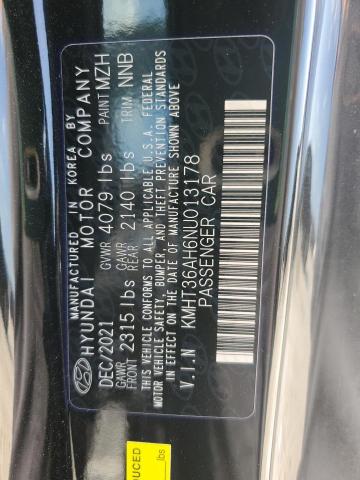 MANUFACTURED IN KOREA BY
HYUNDAI MOTOR COMPANY
DEC/2021 GVWR 4079 lbs PAINT MZH
GAWR FRONT 2315 lbs GAWR REAR 2140 lbs TRIM NNB
THIS VEHICLE CONFORMS TO ALL APPLICABLE U.S.A. FEDERAL
MOTOR VEHICLE SAFETY, BUMPER, AND THEFT PREVENTION STANDARDS
IN EFFECT ON THE DATE OF MANUFACTURE SHOWN ABOVE
V.I.N KMHT36AH6NU013178
PASSENGER CAR
lbs